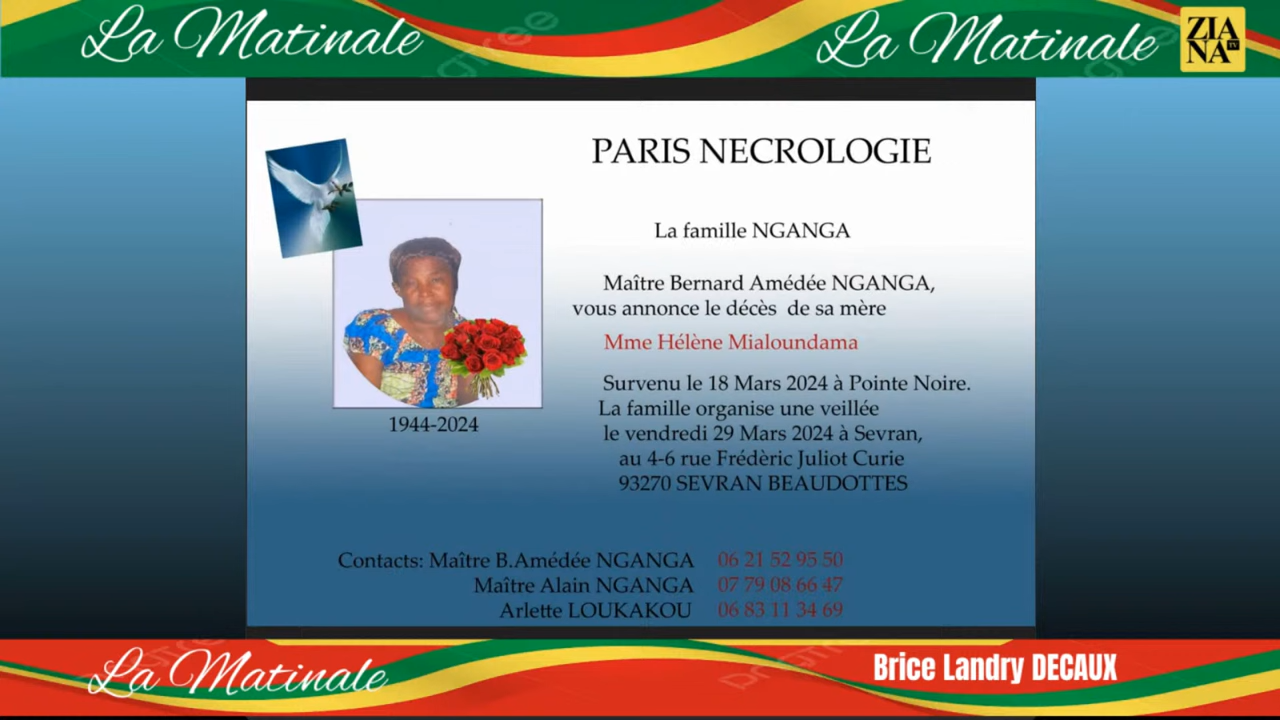 La Matinale
La Matinale
ZIA
NA TV
PARIS NECROLOGIE
La famille NGANGA
Maître Bernard Amédée NGANGA,
vous annonce le décès de sa mère
Mme Hélène Mialoundama
Survenu le 18 Mars 2024 à Pointe Noire.
La famille organise une veillée
le vendredi 29 Mars 2024 à Sevran,
au 4-6 rue Frédèric Juliot Curie
93270 SEVRAN BEAUDOTTES
1944-2024
Contacts: Maître B.Amédée NGANGA 06 21 52 95 50
Maître Alain NGANGA 07 79 08 66 47
Arlette LOUKAKOU 06 83 11 34 69
La Matinale
Brice Landry DECAUX